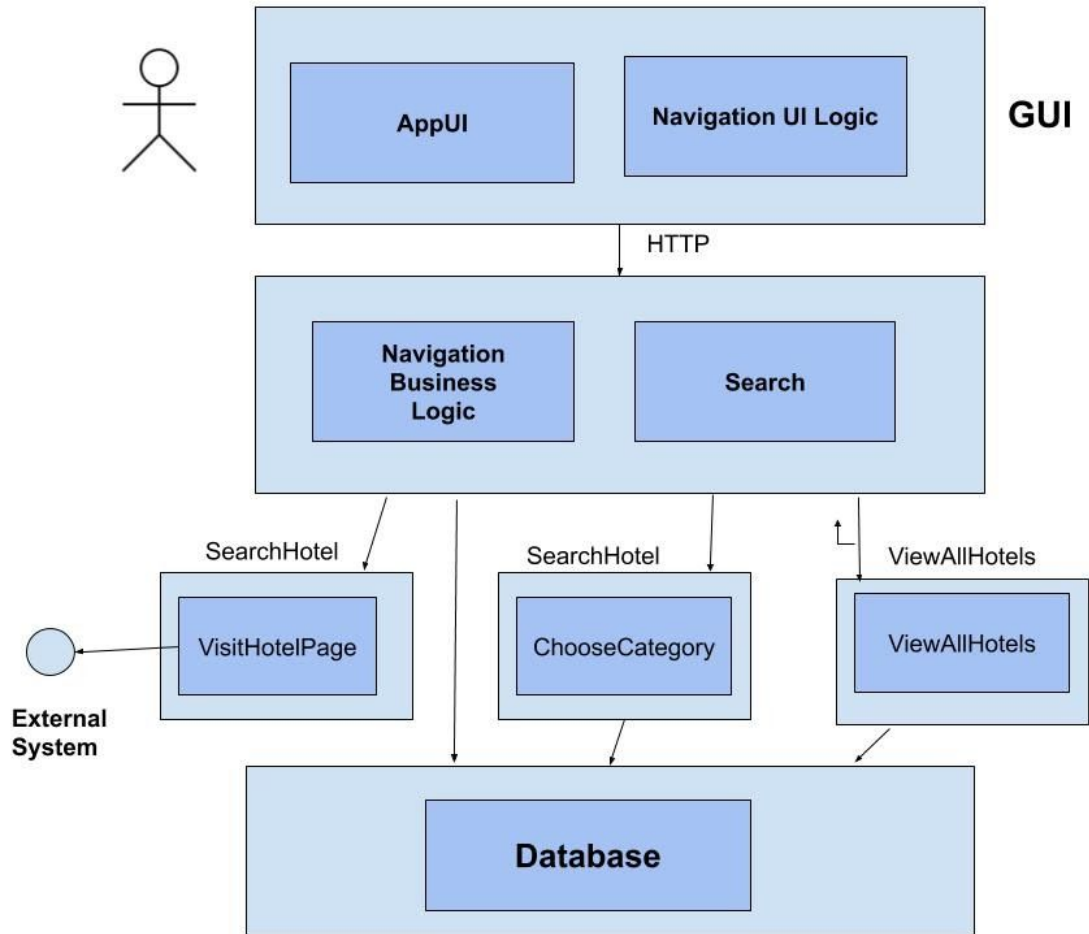 AppUI
Navigation UI Logic
GUI
HTTP
Navigation
Business
Logic
Search
SearchHotel
SearchHotel
ViewAllHotels
VisitHotelPage
ChooseCategory
ViewAllHotels
External
System
Database